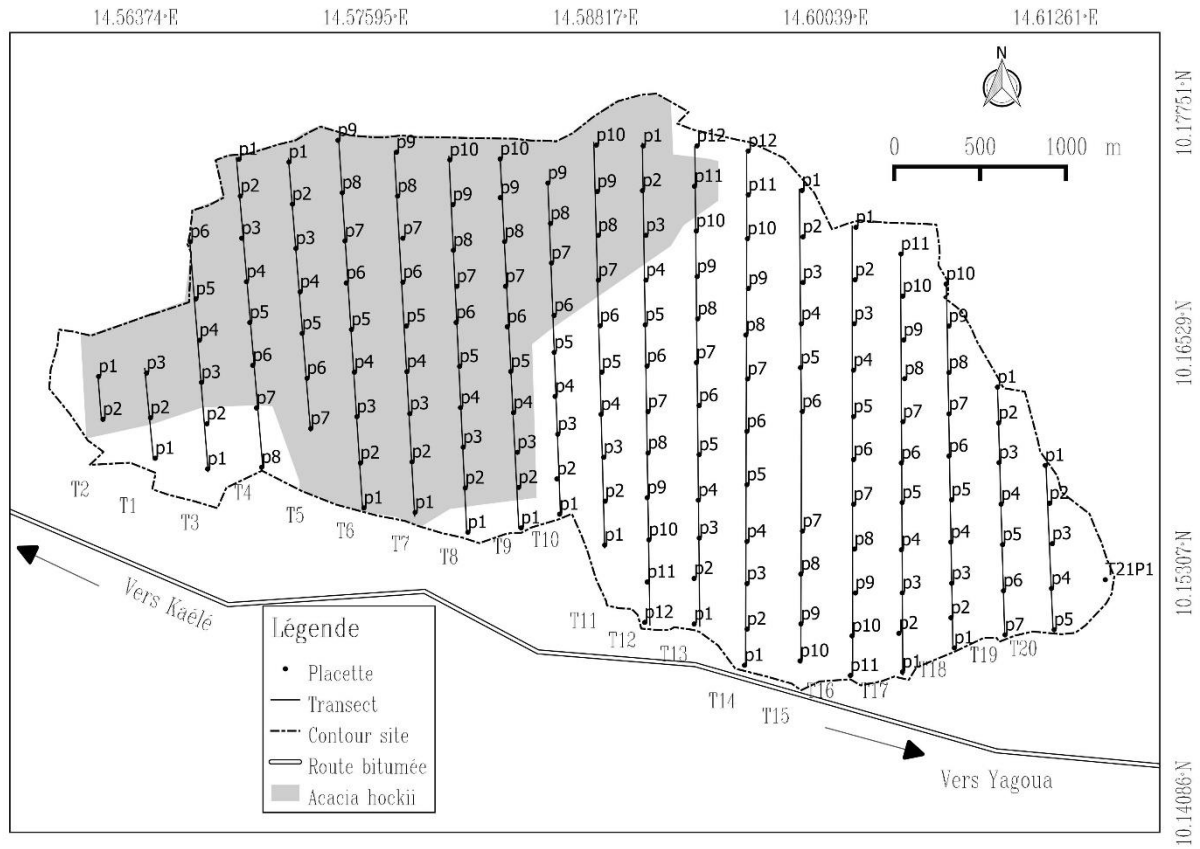 14.56374°E
14.57595°E
14.58817°E
14.60039°E
14.61261°E
N
0 500 1000 m
10.17751°N
10.16529°N
10.15307°N
10.14086°N
p1
p2
T2
p3
p2
p1
T1
p6
p5
p4
p3
p2
p1
T3
p1
p2
p3
p4
p5
p6
p7
p8
T4
p1
p2
p3
p4
p5
p6
p7
T5
p9
p8
p7
p6
p5
p4
p3
p2
p1
T6
p9
p8
p7
p6
p5
p4
p3
p2
p1
T7
p10
p9
p8
p7
p6
p5
p4
p3
p2
p1
T8
p10
p9
p8
p7
p6
p5
p4
p3
p2
p1
T9
p9
p8
p7
p6
p5
p4
p3
p2
p1
T10
p10
p9
p8
p7
p6
p5
p4
p3
p2
p1
T11
p1
p2
p3
p4
p5
p6
p7
p8
p9
p10
p11
p12
T12
p12
p11
p10
p9
p8
p7
p6
p5
p4
p3
p2
p1
T13
p12
p11
p10
p9
p8
p7
p6
p5
p4
p3
p2
p1
T14
p1
p2
p3
p4
p5
p6
p7
p8
p9
p10
T15
p1
p2
p3
p4
p5
p6
p7
p8
p9
p10
p11
T16
p11
p10
p9
p8
p7
p6
p5
p4
p3
p2
p1
T17
p10
p9
p8
p7
p6
p5
p4
p3
p2
p1
T18
p1
p2
p3
p4
p5
p6
p7
T19
p1
p2
p3
p4
p5
T20
T21P1
Vers Kaélé
Vers Yagoua
Légende
Placette
Transect
Contour site
Route bitumée
Acacia hockii